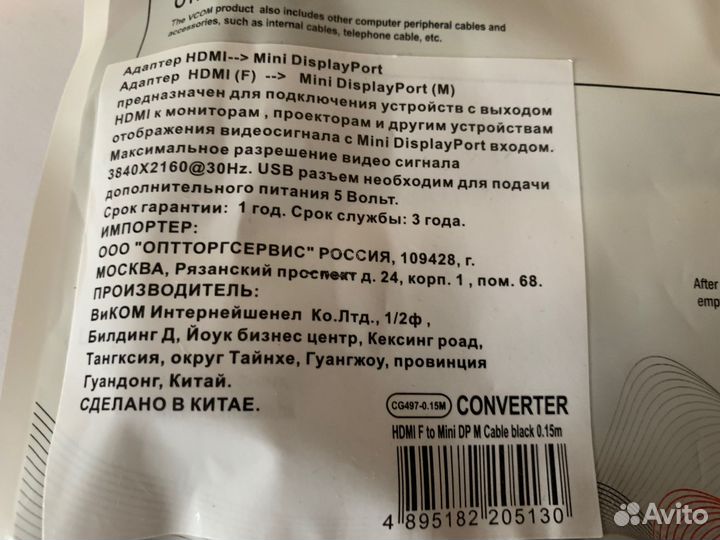 The VCOM product also includes other computer peripheral cables and
accessories, such as internal cables, telephone cable, etc.
Адаптер HDMI--> Mini DisplayPort
Адаптер HDMI (F) --> Mini DisplayPort (M)
предназначен для подключения устройств с выходом
HDMI к мониторам , проекторам и другим устройствам
отображения видеосигнала с Mini DisplayPort входом.
Максимальное разрешение видео сигнала
3840X2160@30Hz. USB разъем необходим для подачи
дополнительного питания 5 Вольт.
Срок гарантии: 1 год. Срок службы: 3 года.
ИМПОРТЕР:
ООО "ОПТТОРГСЕРВИС" РОССИЯ, 109428, г.
МОСКВА, Рязанский проспект д. 24, корп. 1 , пом. 68.
ПРОИЗВОДИТЕЛЬ:
ВиКОМ Интернейшенел Ко.Лтд., 1/2ф ,
Билдинг Д, Йоук бизнес центр, Кексинг роад,
Тангксия, округ Тайнхе, Гуангжоу, провинция
Гуандонг, Китай.
СДЕЛАНО В КИТАЕ.
CG497-0.15M CONVERTER
HDMI F to Mini DP M Cable black 0.15m
4 895182 205130
After
emp
Avito